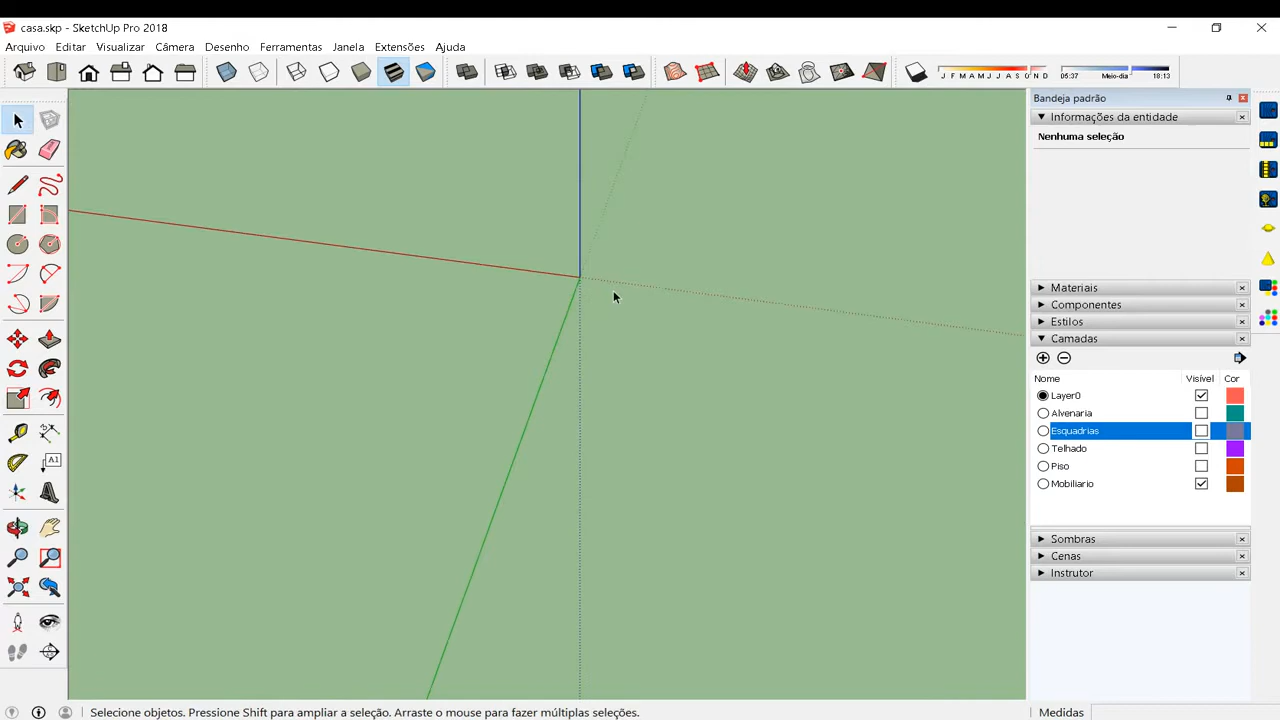 casa.skp - SketchUp Pro 2018
Arquivo Editar Visualizar Câmera Desenho Ferramentas Janela Extensões Ajuda
J F M A M J J A S O N D 05:37 Meio-dia 18:13
Bandeja padrão
Informações da entidade
Nenhuma seleção
A1
Materiais
Componentes
Estilos
Camadas
Nome Visível Cor
Layer0
Alvenaria
Esquadrias
Telhado
Piso
Mobiliario
Sombras
Cenas
Instrutor
Selecione objetos. Pressione Shift para ampliar a seleção. Arraste o mouse para fazer múltiplas seleções. Medidas